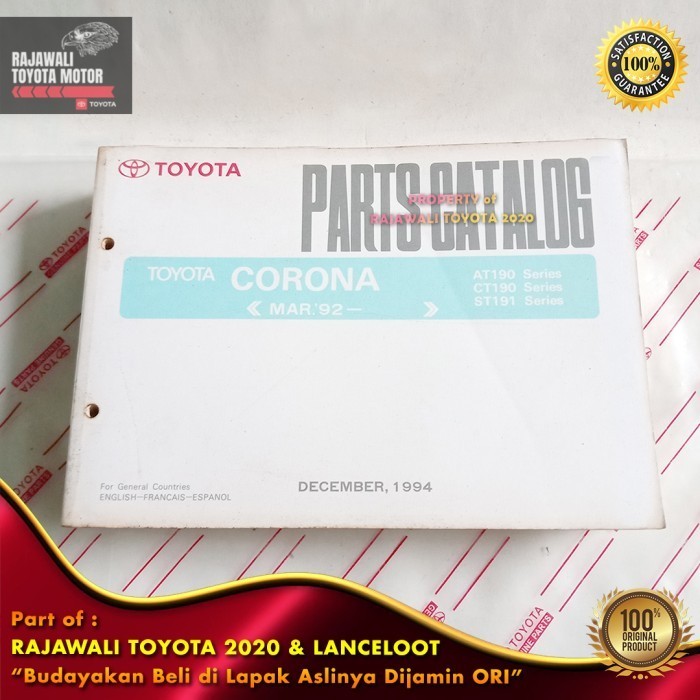 RAJAWALI
TOYOTA MOTOR
TOYOTA
SATISFACTION
100%
GUARANTEE
TOYOTA
PARTS CATALOG
PROPERTY of
RAJAWALI TOYOTA 2020
TOYOTA CORONA
MAR.'92—
AT190 Series
CT190 Series
ST191 Series
For General Countries
ENGLISH—FRANCAIS—ESPANOL
DECEMBER, 1994
Part of :
RAJAWALI TOYOTA 2020 & LANCELOOT
"Budayakan Beli di Lapak Aslinya Dijamin ORI"
100%
ORIGINAL
PRODUCT